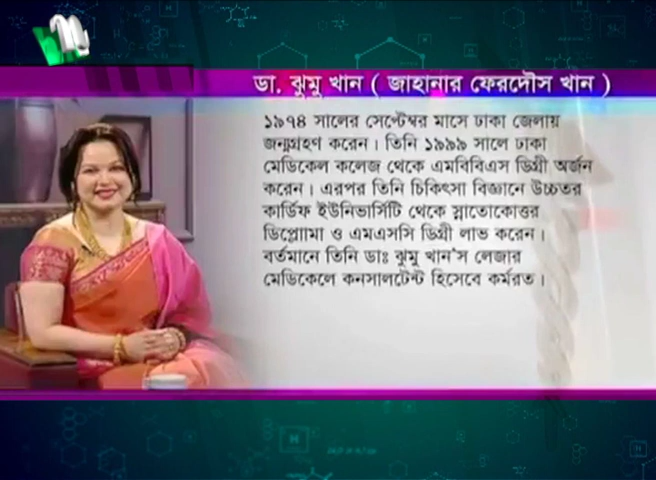 ডা. ঝুমু খান ( জাহানার ফেরদৌস খান )
১৯৭৪ সালের সেপ্টেম্বর মাসে ঢাকা জেলায়
জন্মগ্রহণ করেন। তিনি ১৯৯৯ সালে ঢাকা
মেডিকেল কলেজ থেকে এমবিবিএস ডিগ্রী অর্জন
করেন। এরপর তিনি চিকিৎসা বিজ্ঞানে উচ্চতর
কার্ডিফ ইউনিভার্সিটি থেকে স্নাতোকোত্তর
ডিপ্লোমা ও এমএসসি ডিগ্রী লাভ করেন।
বর্তমানে তিনি ডাঃ ঝুমু খান'স লেজার
মেডিকেলে কনসালটেন্ট হিসেবে কর্মরত।